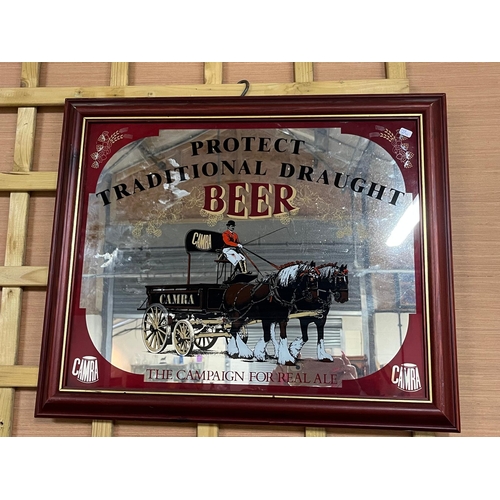 PROTECT
TRADITIONAL DRAUGHT
BEER
CAMRA
CAMRA
THE CAMPAIGN FOR REAL ALE
CAMRA
CAMRA